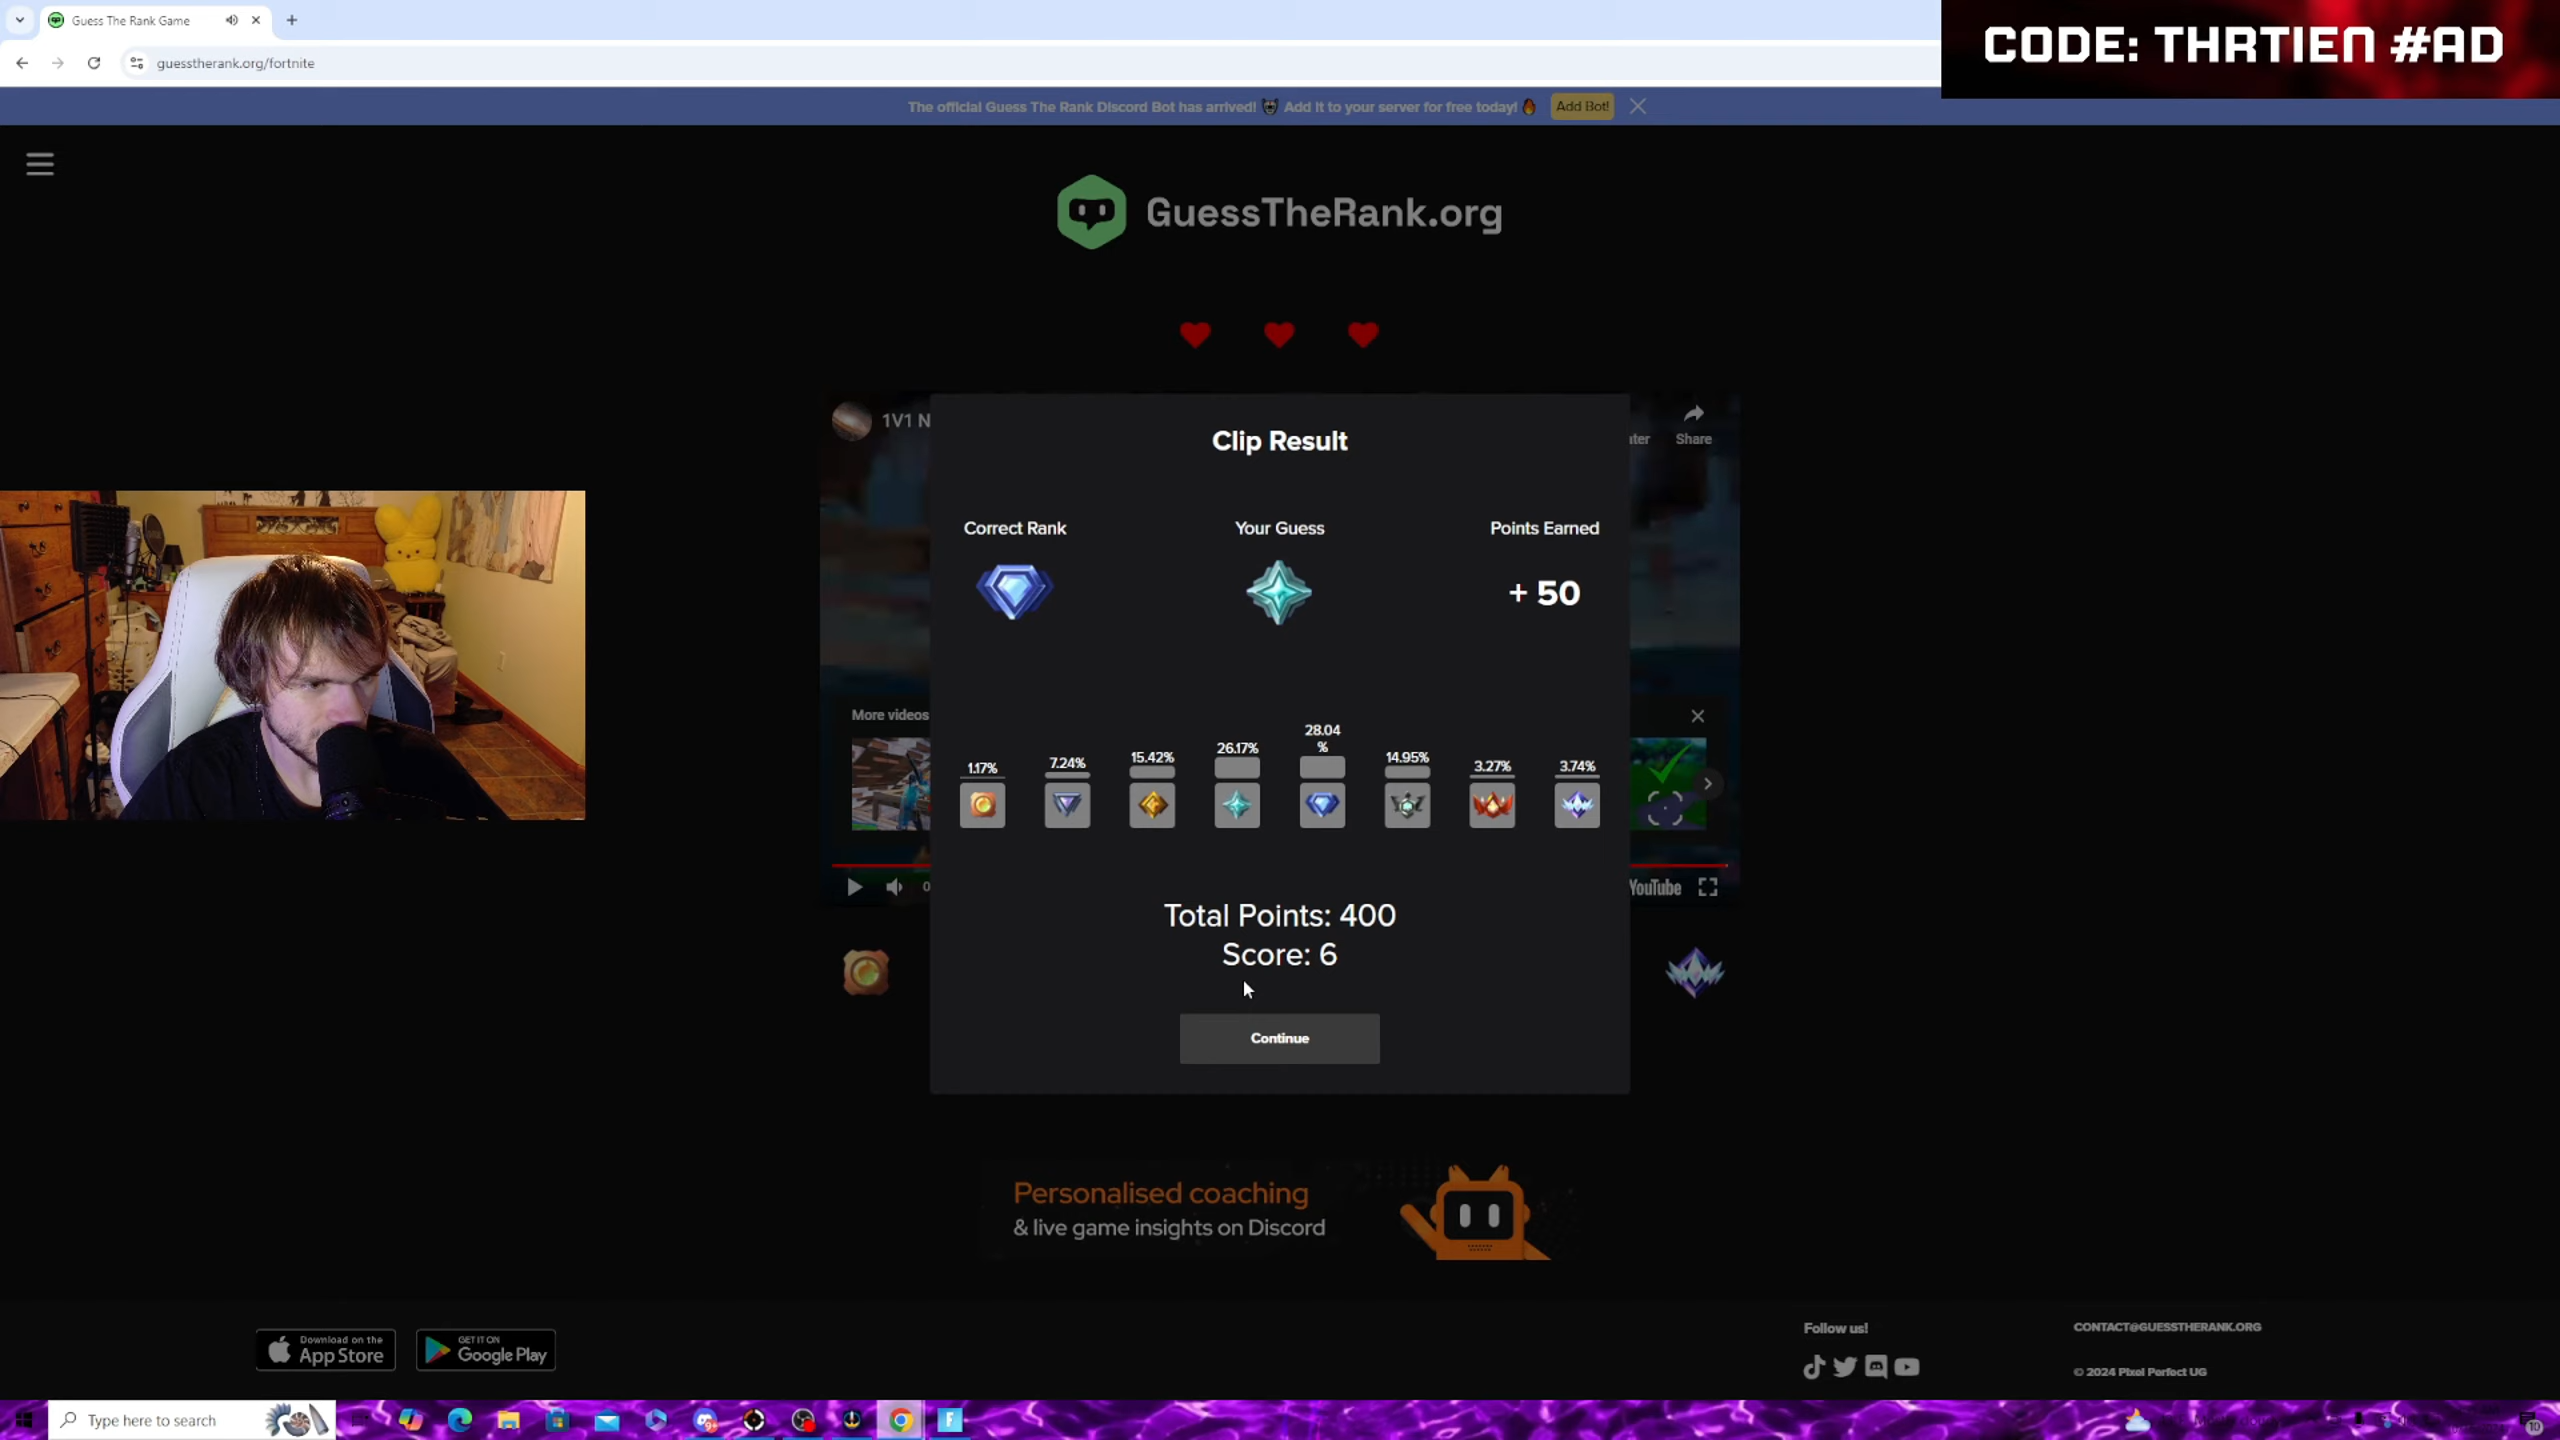 Guess The Rank Game
CODE: THRTIEN #AD
guesstherank.org/fortnite
The official Guess The Rank Discord Bot has arrived! Add it to your server for free today! Add Bot!
GuessTheRank.org
1V1 N
Share
Clip Result
Correct Rank Your Guess Points Earned
+ 50
More videos
1.17% 7.24% 15.42% 26.17% 28.04 % 14.95% 3.27% 3.74%
YouTube
Total Points: 400
Score: 6
Continue
Personalised coaching
& live game insights on Discord
Download on the
App Store
GET IT ON
Google Play
Follow us!
CONTACT@GUESSTHERANK.ORG
© 2024 Pixel Perfect UG
Type here to search